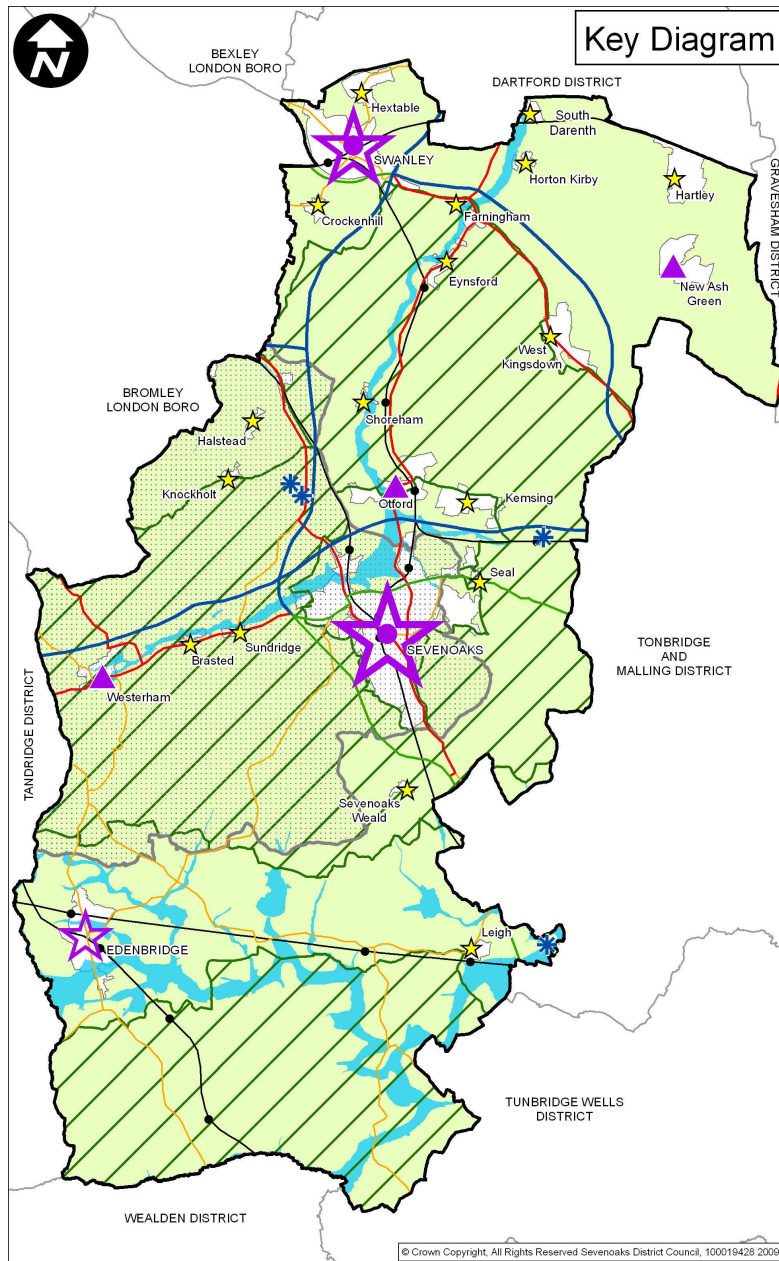 Key Diagram
N
BEXLEY
LONDON BORO
DARTFORD DISTRICT
Hextable
South
Darenth
SWANLEY
Horton Kirby
Hartley
GRAVESHAM DISTRICT
Crockenhill
Farningham
Eynsford
New Ash
Green
West
Kingsdown
BROMLEY
LONDON BORO
Shoreham
Halstead
Knockholt
Otford
Kemsing
Seal
Sundridge
Brasted
SEVENOAKS
TONBRIDGE
AND
MALLING DISTRICT
Westerham
TANDRIDGE DISTRICT
Sevenoaks
Weald
Leigh
EDENBRIDGE
TUNBRIDGE WELLS
DISTRICT
WEALDEN DISTRICT
© Crown Copyright, All Rights Reserved Sevenoaks District Council, 100019428 2009